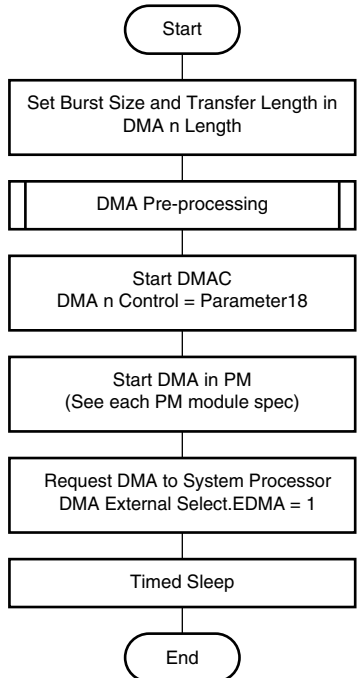 Start
Set Burst Size and Transfer Length in
DMA n Length
DMA Pre-processing
Start DMAC
DMA n Control = Parameter18
Start DMA in PM
(See each PM module spec)
Request DMA to System Processor
DMA External Select.EDMA = 1
Timed Sleep
End